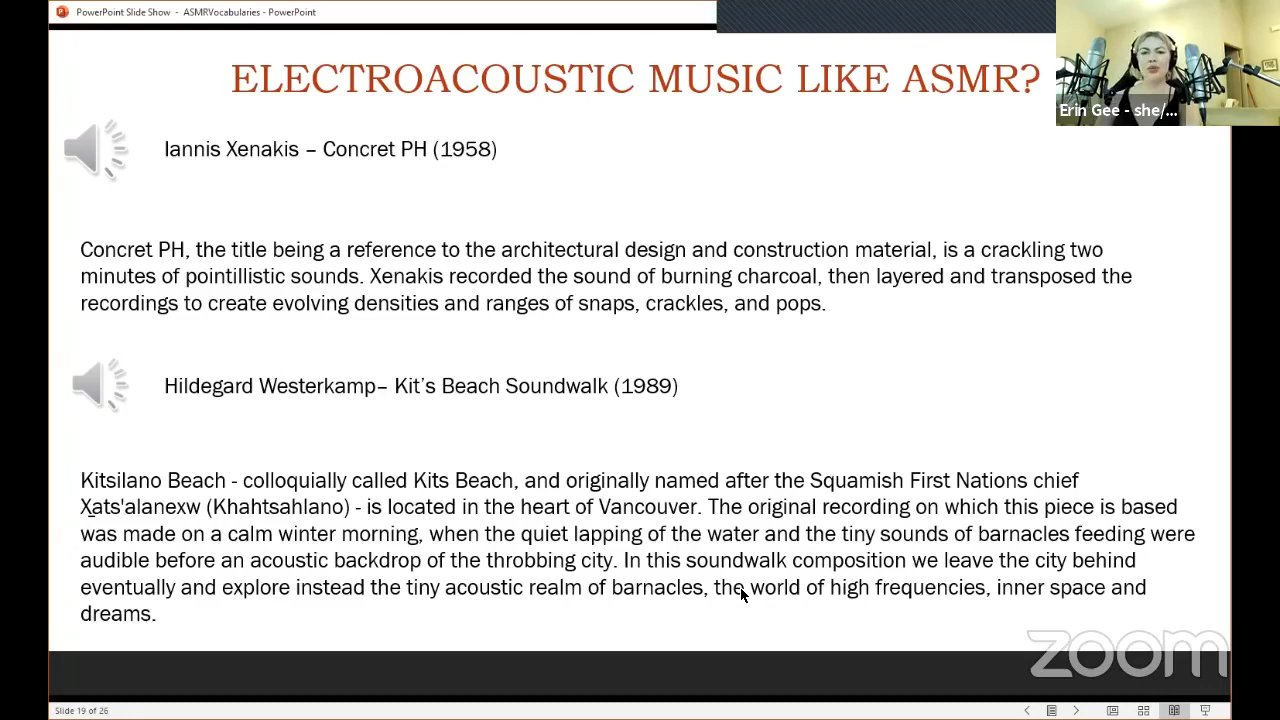 PowerPoint Slide Show - ASMRVocabularies - PowerPoint
ELECTROACOUSTIC MUSIC LIKE ASMR?
Erin Gee - she/...
Iannis Xenakis – Concret PH (1958)
Concret PH, the title being a reference to the architectural design and construction material, is a crackling two
minutes of pointillistic sounds. Xenakis recorded the sound of burning charcoal, then layered and transposed the
recordings to create evolving densities and ranges of snaps, crackles, and pops.
Hildegard Westerkamp– Kit’s Beach Soundwalk (1989)
Kitsilano Beach - colloquially called Kits Beach, and originally named after the Squamish First Nations chief
X̱ats'alanexw (Khahtsahlano) - is located in the heart of Vancouver. The original recording on which this piece is based
was made on a calm winter morning, when the quiet lapping of the water and the tiny sounds of barnacles feeding were
audible before an acoustic backdrop of the throbbing city. In this soundwalk composition we leave the city behind
eventually and explore instead the tiny acoustic realm of barnacles, the world of high frequencies, inner space and
dreams.
zoom
Slide 19 of 26